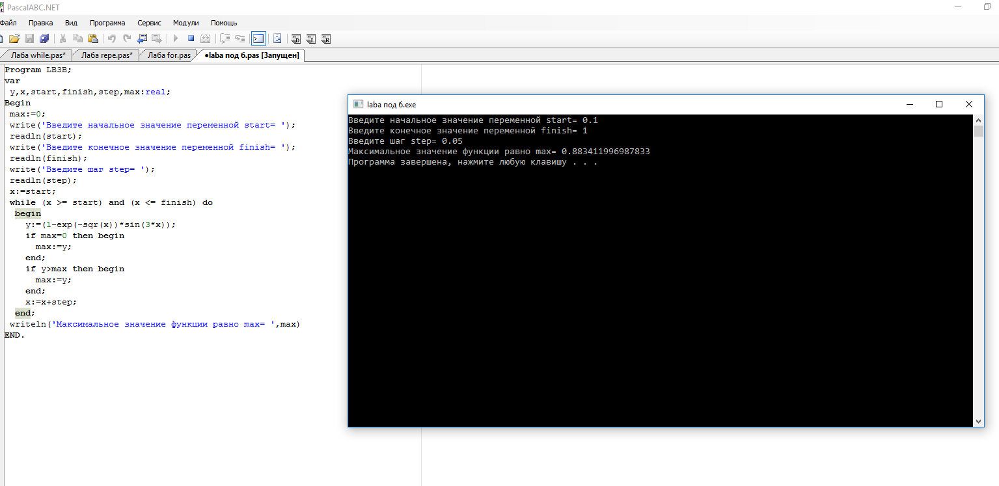 PascalABC.NET
Файл Правка Вид Программа Сервис Модули Помощь
Лаба while.pas* Лаба repe.pas* Лаба for.pas •laba под б.pas [Запущен]
Program LB3B;
var
y,x,start,finish,step,max:real;
Begin
max:=0;
write('Введите начальное значение переменной start= ');
readln(start);
write('Введите конечное значение переменной finish= ');
readln(finish);
write('Введите шаг step= ');
readln(step);
x:=start;
while (x >= start) and (x <= finish) do
begin
y:=(1-exp(-sqr(x))*sin(3*x));
if max=0 then begin
max:=y;
end;
if y>max then begin
max:=y;
end;
x:=x+step;
end;
writeln('Максимальное значение функции равно max= ',max)
END.
laba под б.exe
Введите начальное значение переменной start= 0.1
Введите конечное значение переменной finish= 1
Введите шаг step= 0.05
Максимальное значение функции равно max= 0.883411996987833
Программа завершена, нажмите любую клавишу . . .